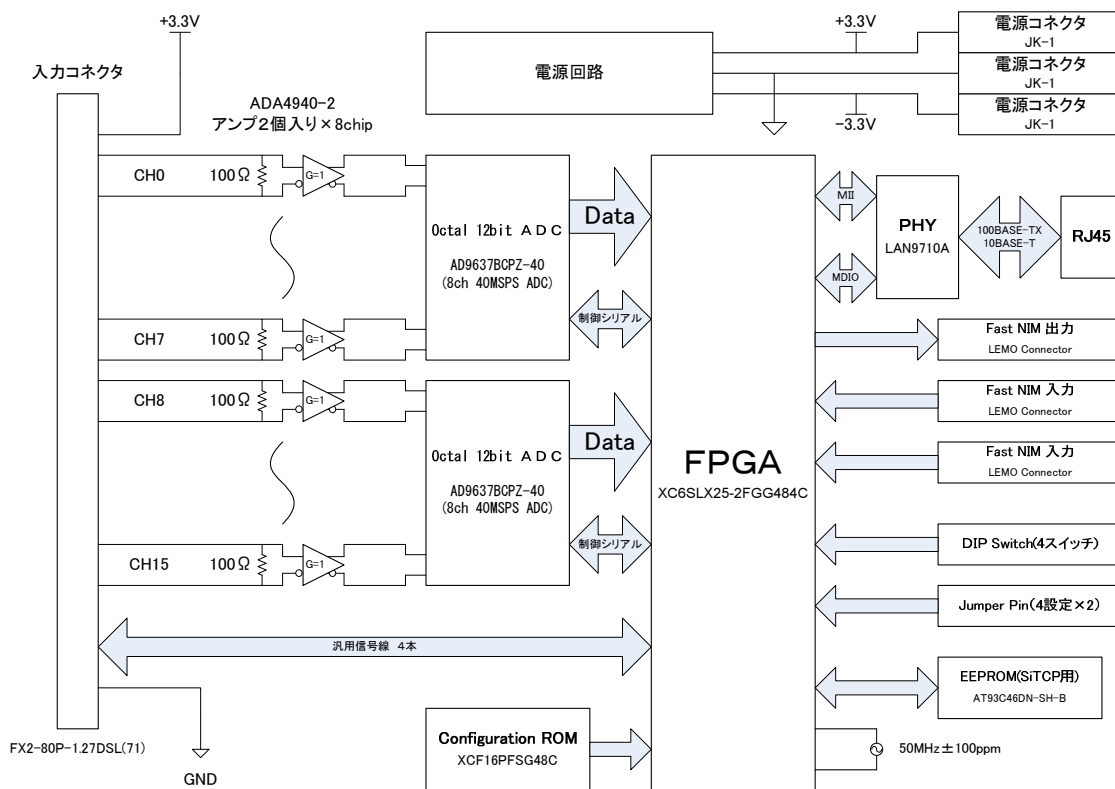 +3.3V
入力コネクタ
ADA4940-2
アンプ2個入り×8chip
電源回路
+3.3V
-3.3V
電源コネクタ
JK-1
電源コネクタ
JK-1
電源コネクタ
JK-1
CH0
100Ω
G=1
CH7
100Ω
G=1
Octal 12bit ADC
AD9637BCPZ-40
(8ch 40MSPS ADC)
Data
制御シリアル
CH8
100Ω
G=1
CH15
100Ω
G=1
Octal 12bit ADC
AD9637BCPZ-40
(8ch 40MSPS ADC)
Data
制御シリアル
汎用信号線 4本
FX2-80P-1.27DSL(71)
GND
Configuration ROM
XCF16PFSG48C
FPGA
XC6SLX25-2FGG484C
MII
MDIO
PHY
LAN9710A
100BASE-TX
10BASE-T
RJ45
Fast NIM 出力
LEMO Connector
Fast NIM 入力
LEMO Connector
Fast NIM 入力
LEMO Connector
DIP Switch(4スイッチ)
Jumper Pin(4設定×2)
EEPROM(SiTCP用)
AT93C46DN-SH-B
50MHz±100ppm